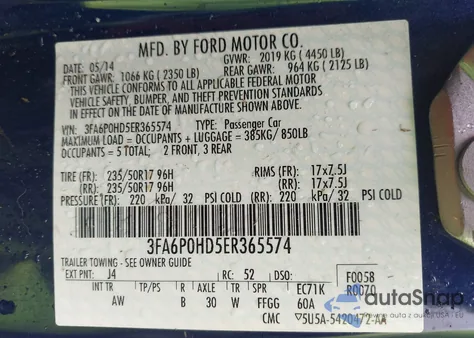 MFD. BY FORD MOTOR CO.
DATE: 05/14 GVWR: 2019 KG ( 4450 LB)
FRONT GAWR: 1066 KG ( 2350 LB) REAR GAWR: 964 KG ( 2125 LB)
THIS VEHICLE CONFORMS TO ALL APPLICABLE FEDERAL MOTOR
VEHICLE SAFETY, BUMPER, AND THEFT PREVENTION STANDARDS
IN EFFECT ON THE DATE OF MANUFACTURE SHOWN ABOVE.
VIN: 3FA6P0HD5ER365574 TYPE: Passenger Car
MAXIMUM LOAD = OCCUPANTS + LUGGAGE = 385KG/ 850LB
OCCUPANTS = 5 TOTAL; 2 FRONT, 3 REAR
TIRE (FR): 235/50R17 96H RIMS (FR): 17x7.5J
(RR): 235/50R17 96H (RR): 17x7.5J
PRESSURE (FR): 220 kPa/ 32 PSI COLD (RR): 220 kPa/ 32 PSI COLD
3FA6P0HD5ER365574
TRAILER TOWING - SEE OWNER GUIDE
EXT PNT: J4 RC: 52 DSO: F0058
R0070
INT TP/PS R AXLE TR SPR EC71K
AW B 30 W FFGG 60A
CMC 5U5A-5420472-AA
autoSnap